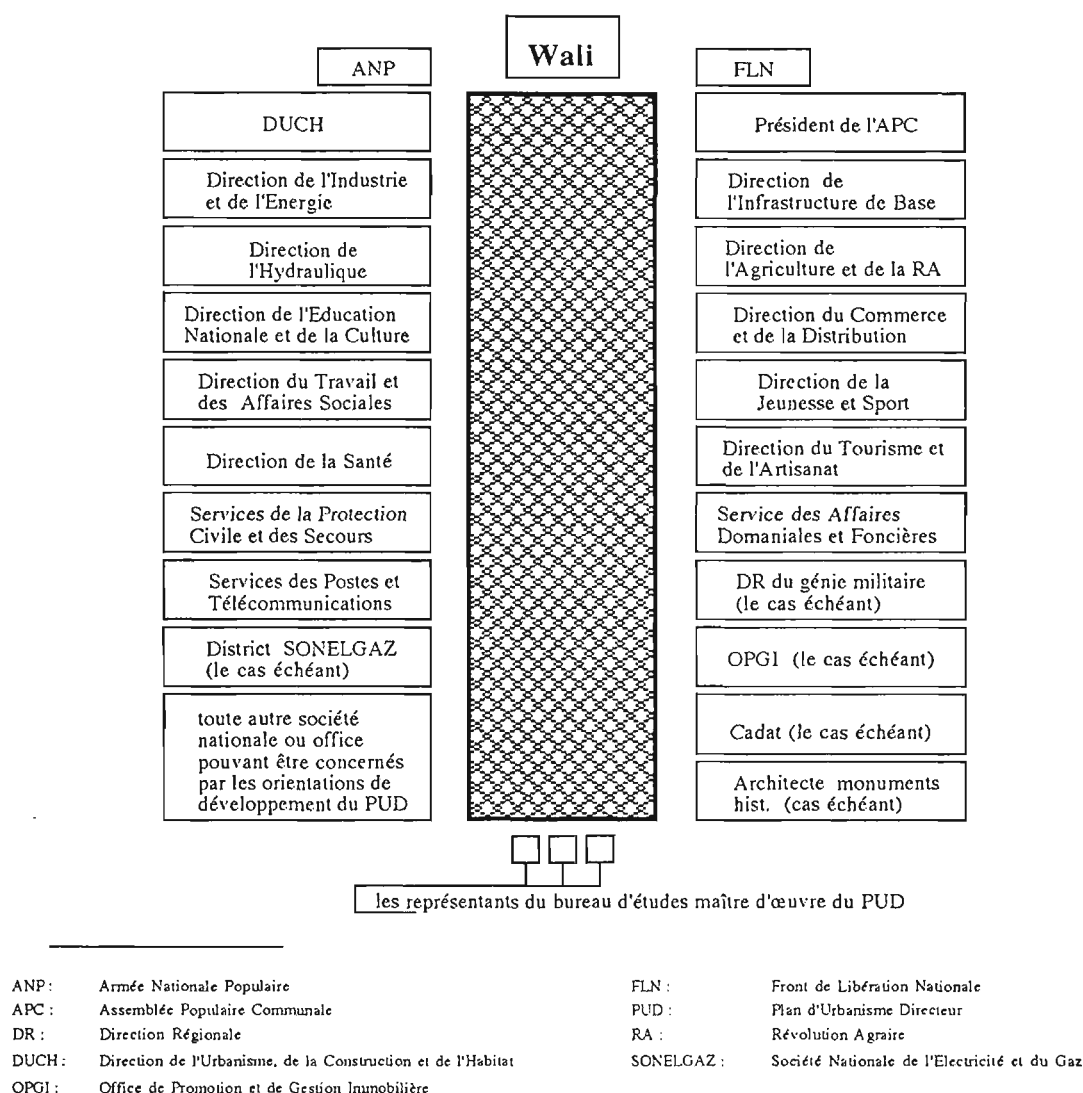 Wali
ANP
FLN
DUCH
Direction de l'Industrie
et de l'Energie
Direction de
l'Hydraulique
Direction de l'Education
Nationale et de la Culture
Direction du Travail et
des Affaires Sociales
Direction de la Santé
Services de la Protection
Civile et des Secours
Services des Postes et
Télécommunications
District SONELGAZ
(le cas échéant)
toute autre société
nationale ou office
pouvant être concernés
par les orientations de
développement du PUD
Président de l'APC
Direction de
l'Infrastructure de Base
Direction de
l'Agriculture et de la RA
Direction du Commerce
et de la Distribution
Direction de la
Jeunesse et Sport
Direction du Tourisme et
de l'Artisanat
Service des Affaires
Domaniales et Foncières
DR du génie militaire
(le cas échéant)
OPGI (le cas échéant)
Cadat (le cas échéant)
Architecte monuments
hist. (cas échéant)
les représentants du bureau d'études maître d'œuvre du PUD
ANP : Armée Nationale Populaire
APC : Assemblée Populaire Communale
DR : Direction Régionale
DUCH : Direction de l'Urbanisme, de la Construction et de l'Habitat
OPGI : Office de Promotion et de Gestion Immobilière
FLN : Front de Libération Nationale
PUD : Plan d'Urbanisme Directeur
RA : Révolution Agraire
SONELGAZ : Société Nationale de l'Electricité et du Gaz